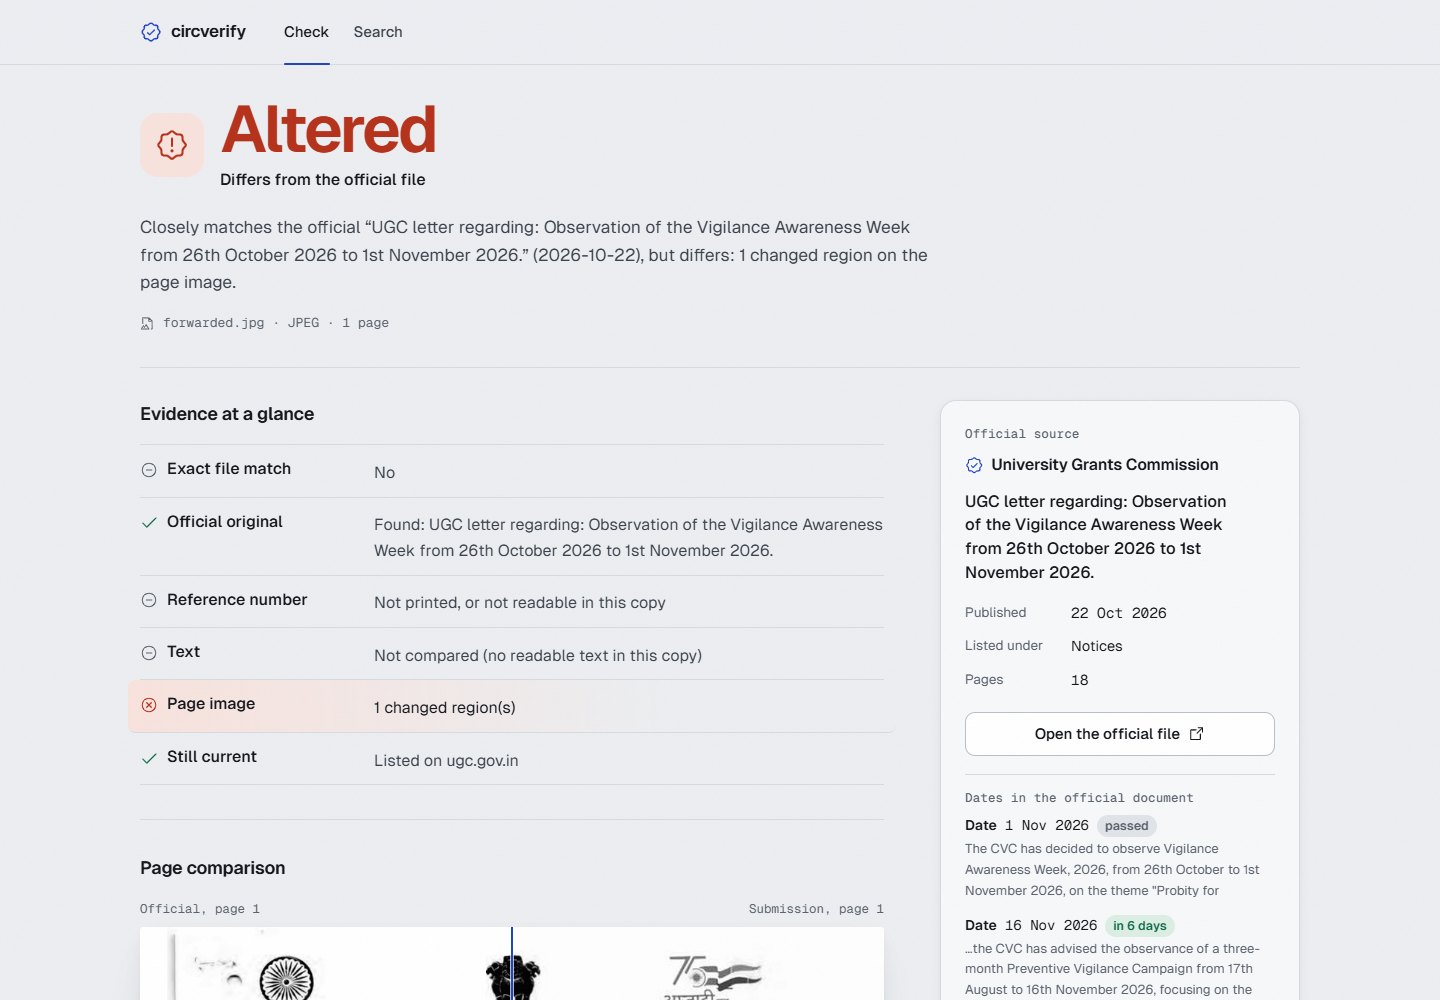 circverify
Check
Search
Altered
Differs from the official file
Closely matches the official “UGC letter regarding: Observation of the Vigilance Awareness Week
from 26th October 2026 to 1st November 2026.” (2026-10-22), but differs: 1 changed region on the
page image.
forwarded.jpg · JPEG · 1 page
Evidence at a glance
Exact file match
No
Official original
Found: UGC letter regarding: Observation of the Vigilance Awareness
Week from 26th October 2026 to 1st November 2026.
Reference number
Not printed, or not readable in this copy
Text
Not compared (no readable text in this copy)
Page image
1 changed region(s)
Still current
Listed on ugc.gov.in
Page comparison
Official, page 1
Submission, page 1
75
Official source
University Grants Commission
UGC letter regarding: Observation
of the Vigilance Awareness Week
from 26th October 2026 to 1st
November 2026.
Published
22 Oct 2026
Listed under
Notices
Pages
18
Open the official file
Dates in the official document
Date 1 Nov 2026 passed
The CVC has decided to observe Vigilance
Awareness Week, 2026, from 26th October to 1st
November 2026, on the theme "Probity for
Date 16 Nov 2026 in 6 days
…the CVC has advised the observance of a three-
month Preventive Vigilance Campaign from 17th
August to 16th November 2026, focusing on the